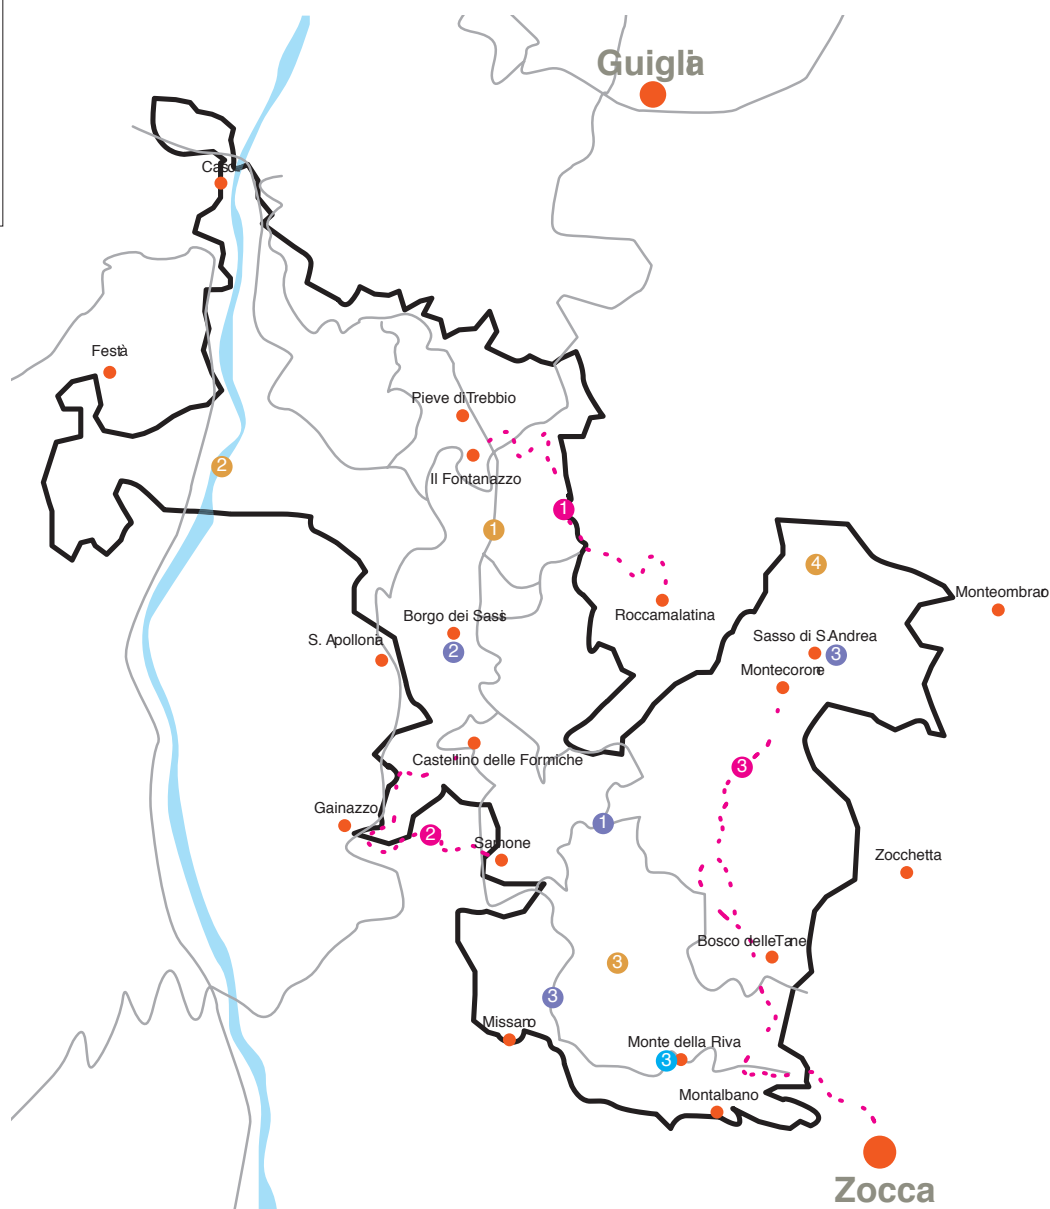 Guiglia
Caso
Festà
Pieve di Trebbio
Il Fontanazzo
2
1
1
4
Monteombraro
Roccamalatina
Borgo dei Sassi
S. Apollonia
2
Sasso di S. Andrea
3
Montecorone
Castellino delle Formiche
3
Gainazzo
2
1
Samone
Zocchetta
Bosco delle Tane
3
3
Missano
Monte della Riva
3
Montalbano
Zocca